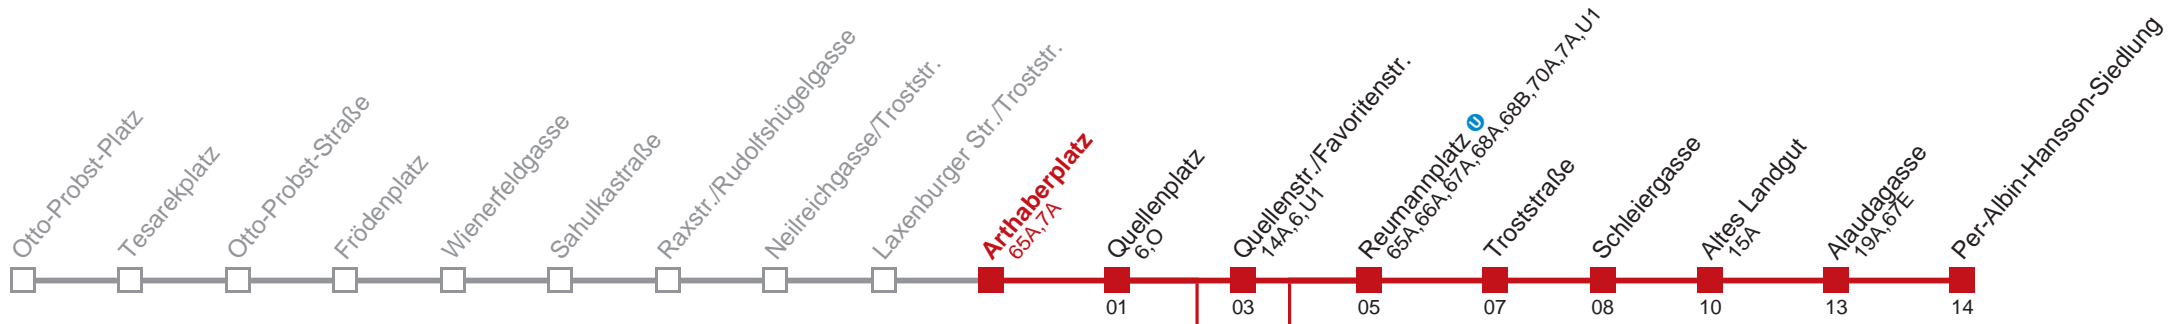 Otto-Probst-Platz
Tesarekplatz
Otto-Probst-Straße
Frödenplatz
Wienerfeldgasse
Sahulkastraße
Raxstr./Rudolfshügelgasse
Neilreichgasse/Troststr.
Laxenburger Str./Troststr.
Arthaberplatz
65A,7A
Quellenplatz
6,O
Quellenstr./Favoritenstr.
14A,6,U1
Reumannplatz U
65A,66A,67A,68A,68B,70A,7A,U1
Troststraße
Schleiergasse
Altes Landgut
15A
Alaudagasse
19A,67E
Per-Albin-Hansson-Siedlung
01
03
05
07
08
10
13
14